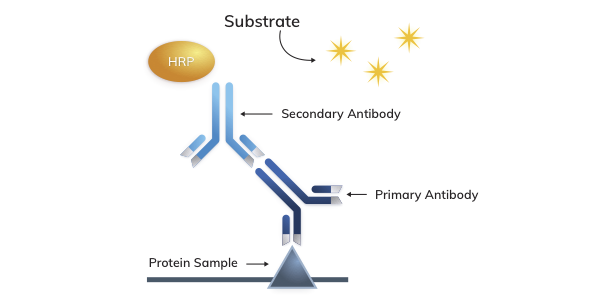 Substrate
HRP
Secondary Antibody
Primary Antibody
Protein Sample